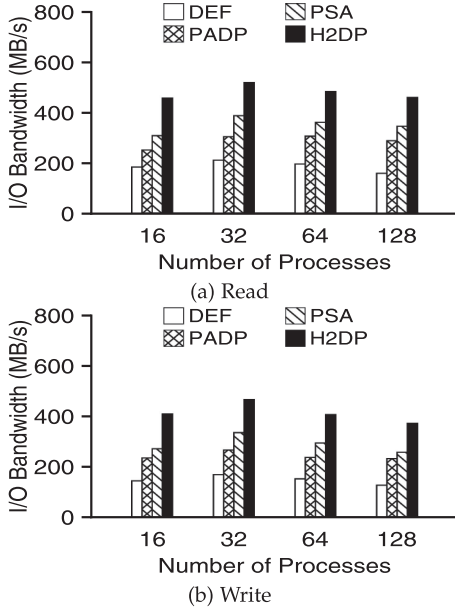 DEF PSA
PADP H2DP
I/O Bandwidth (MB/s)
800
600
400
200
0
16 32 64 128
Number of Processes
(a) Read
DEF PSA
PADP H2DP
I/O Bandwidth (MB/s)
800
600
400
200
0
16 32 64 128
Number of Processes
(b) Write